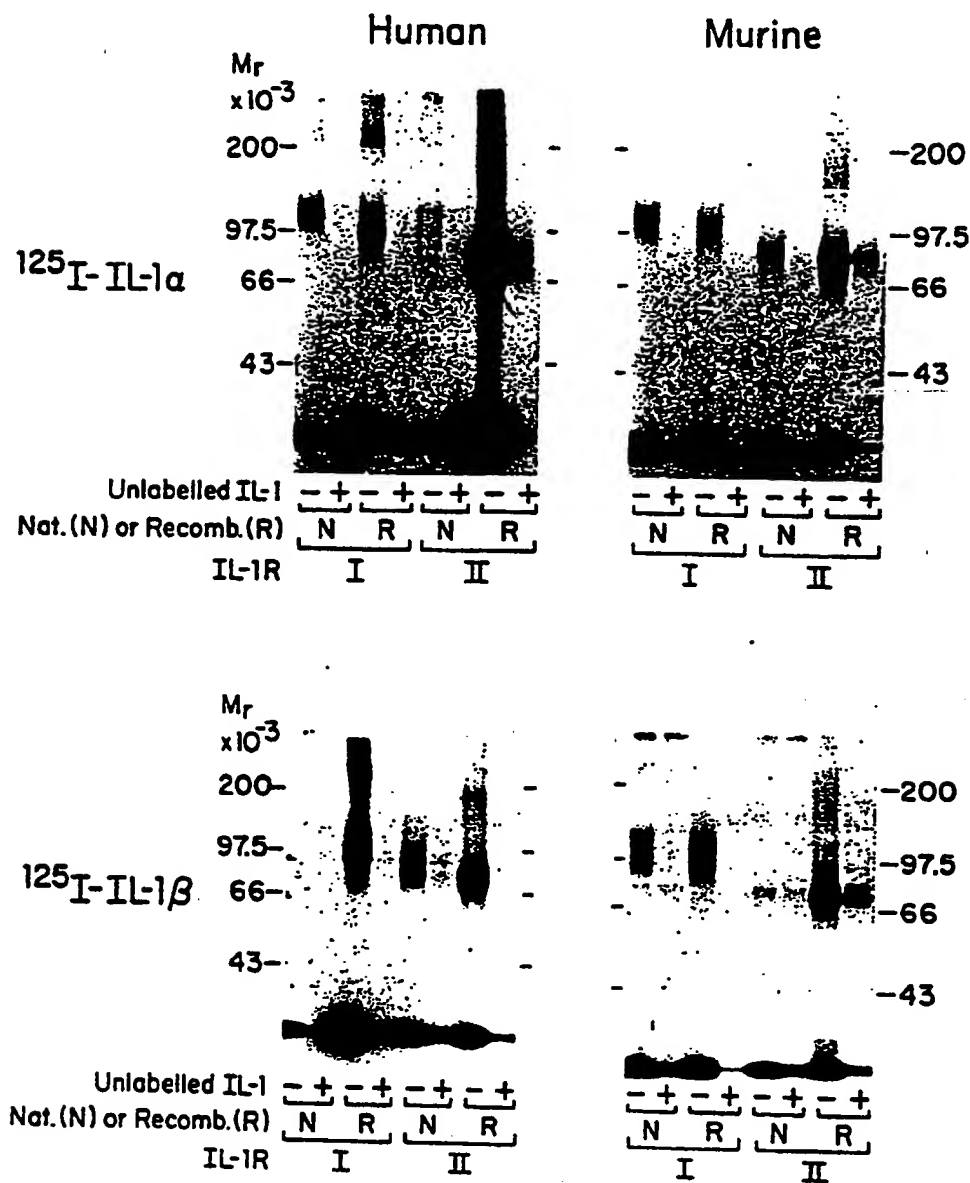 Human
Murine
Mr
x10-3
200-
97.5-
66-
43-
-200
-97.5
-66
-43
125I-IL-1α
Unlabelled IL-1 - + - + - + - + - + - + - + - +
Nat.(N) or Recomb.(R) N R N R N R N R
IL-1R I II I II
Mr
x10-3
200-
97.5-
66-
43-
-200
-97.5
-66
-43
125I-IL-1β
Unlabelled IL-1 - + - + - + - + - + - + - + - +
Nat.(N) or Recomb.(R) N R N R N R N R
IL-1R I II I II